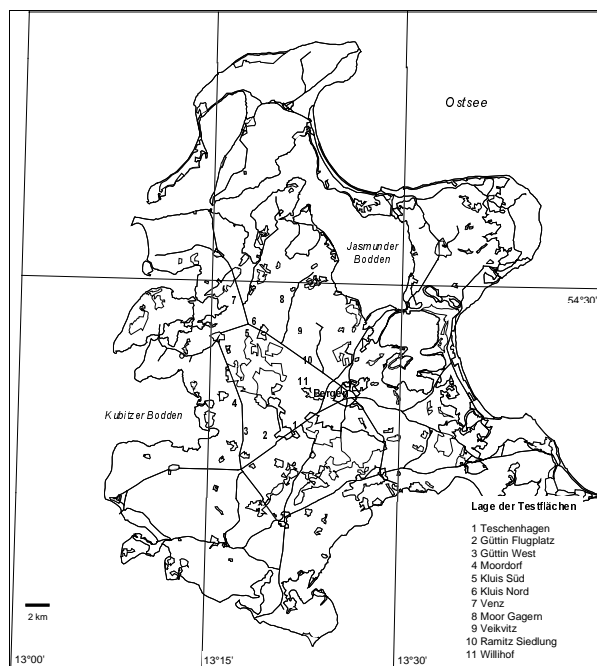 Ostsee
Jasmunder
Bodden
54°30
7
8
6
5
9
10
11
Bergen
4
Kubitzer Bodden
3
2
1
Lage der Testflächen
1 Teschenhagen
2 Güttin Flugplatz
3 Güttin West
4 Moordorf
5 Kluis Süd
6 Kluis Nord
7 Venz
8 Moor Gagern
9 Veikvitz
10 Ramitz Siedlung
11 Willihof
2 km
13°00
13°15'
13°30